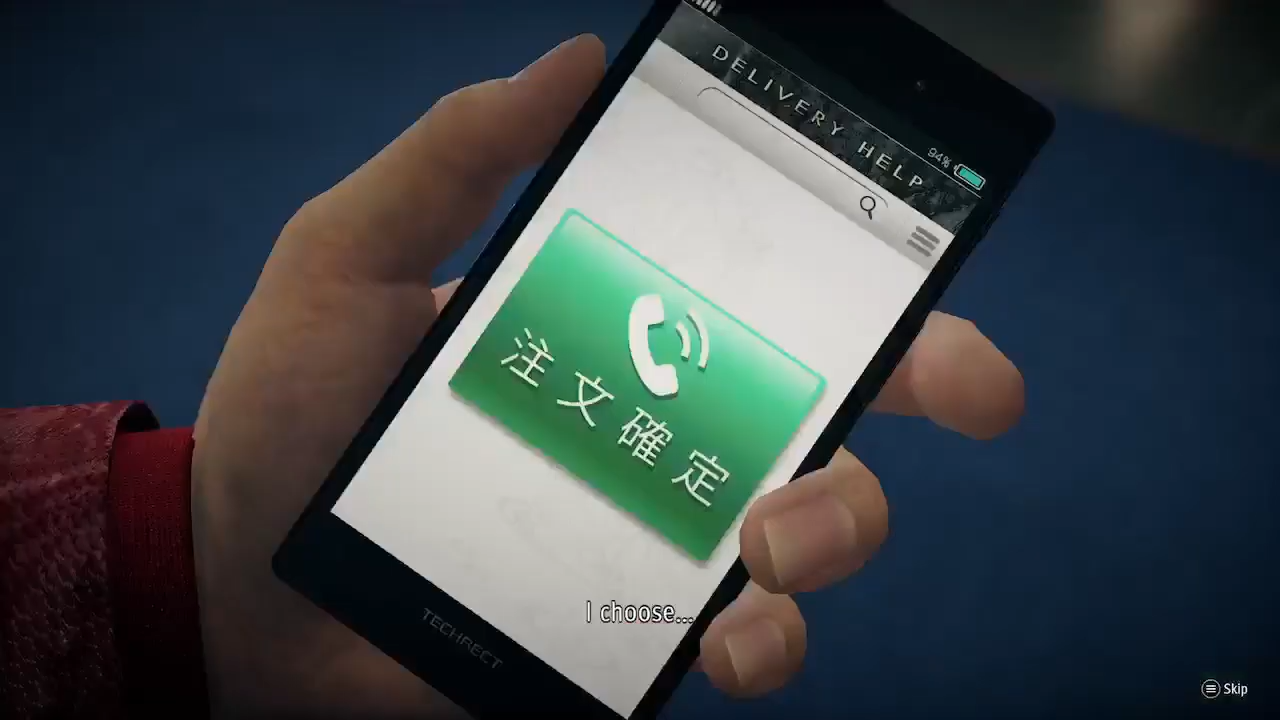 DELIVERY HELP
94%
注文確定
I choose...
TECHRECT
Skip